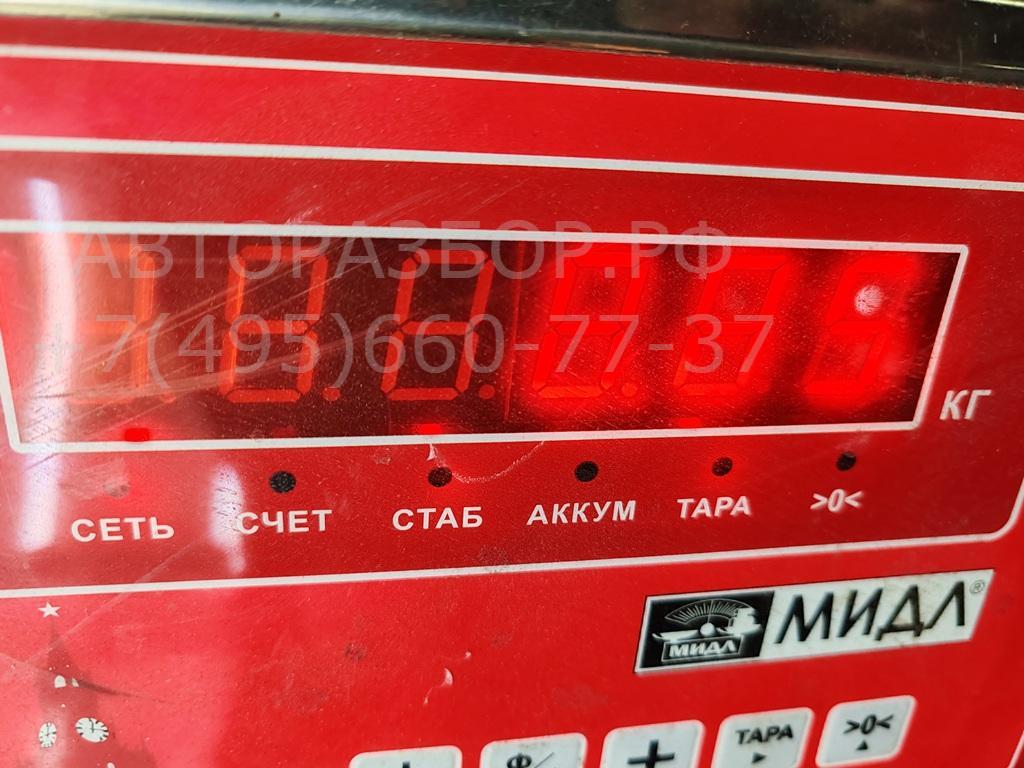 АВТОРАЗБОР.РФ
+7(495)660-77-37
КГ
СЕТЬ СЧЕТ СТАБ АККУМ ТАРА >0<
МИДЛ МИДЛ®
ТАРА >0<
+